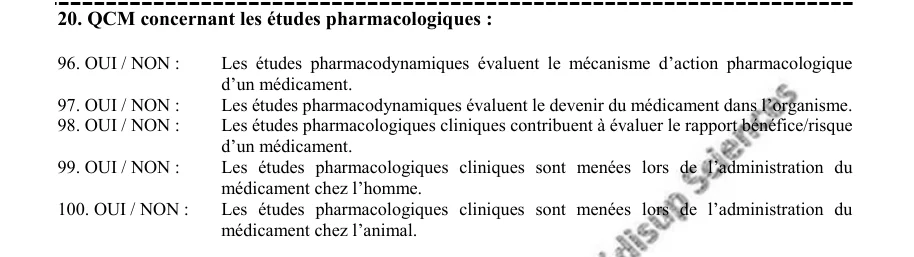 20. QCM concernant les études pharmacologiques :
96. OUI / NON : Les études pharmacodynamiques évaluent le mécanisme d’action pharmacologique
d’un médicament.
97. OUI / NON : Les études pharmacodynamiques évaluent le devenir du médicament dans l’organisme.
98. OUI / NON : Les études pharmacologiques cliniques contribuent à évaluer le rapport bénéfice/risque
d’un médicament.
99. OUI / NON : Les études pharmacologiques cliniques sont menées lors de l’administration du
médicament chez l’homme.
100. OUI / NON : Les études pharmacologiques cliniques sont menées lors de l’administration du
médicament chez l’animal.
disup Sciences